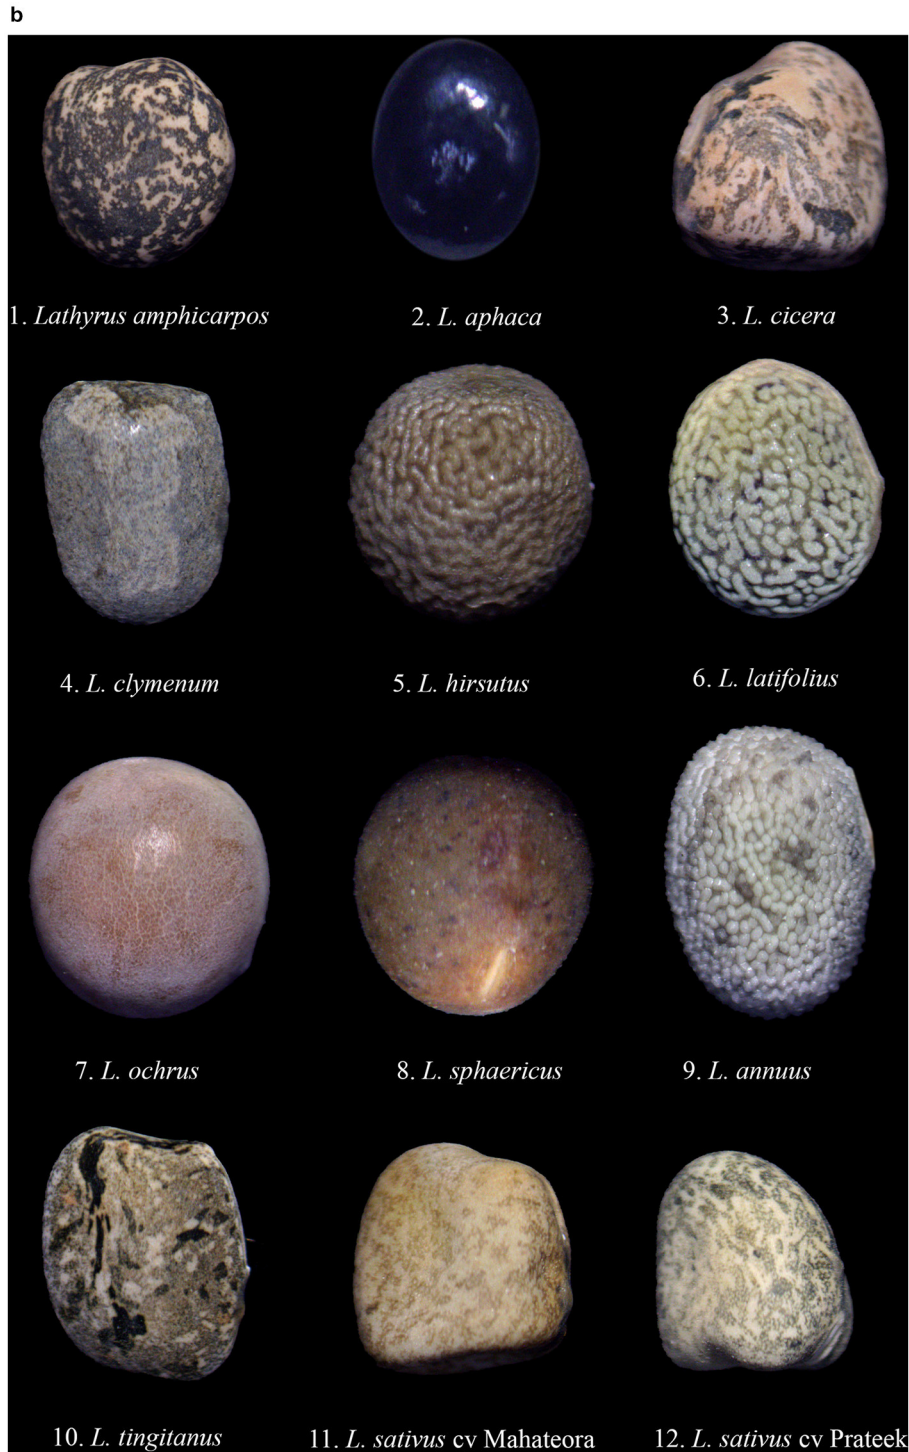 b
1. Lathyrus amphicarpos
2. L. aphaca
3. L. cicera
4. L. clymenum
5. L. hirsutus
6. L. latifolius
7. L. ochrus
8. L. sphaericus
9. L. annuus
10. L. tingitanus
11. L. sativus cv Mahateora
12. L. sativus cv Prateek